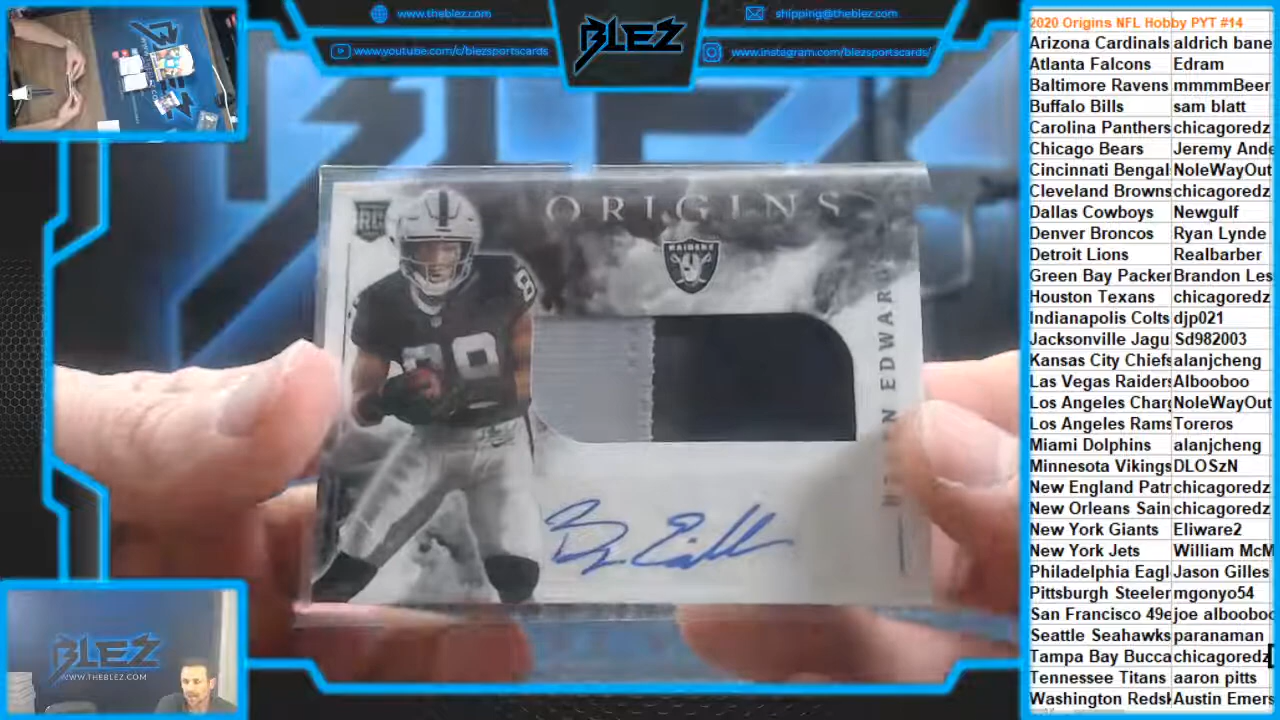 www.theblez.com
shipping@theblez.com
www.youtube.com/c/blezsportscards
www.instagram.com/blezsportscards/
BLEZ
RC
ORIGINS
RAIDERS
89
EDWARDS
BLEZ
WWW.THEBLEZ.COM
2020 Origins NFL Hobby PYT #14
Arizona Cardinals aldrich bane
Atlanta Falcons Edram
Baltimore Ravens mmmmBeer
Buffalo Bills sam blatt
Carolina Panthers chicagoredz
Chicago Bears Jeremy Ande
Cincinnati Bengal NoleWayOut
Cleveland Browns chicagoredz
Dallas Cowboys Newgulf
Denver Broncos Ryan Lynde
Detroit Lions Realbarber
Green Bay Packer Brandon Les
Houston Texans chicagoredz
Indianapolis Colts djp021
Jacksonville Jagu Sd982003
Kansas City Chiefs alanjcheng
Las Vegas Raiders Albooboo
Los Angeles Charg NoleWayOut
Los Angeles Rams Toreros
Miami Dolphins alanjcheng
Minnesota Vikings DLOSzN
New England Patr chicagoredz
New Orleans Sain chicagoredz
New York Giants Eliware2
New York Jets William McM
Philadelphia Eagl Jason Gilles
Pittsburgh Steeler mgonyo54
San Francisco 49e joe albooboo
Seattle Seahawks paranaman
Tampa Bay Bucca chicagoredz
Tennessee Titans aaron pitts
Washington Redsk Austin Emers